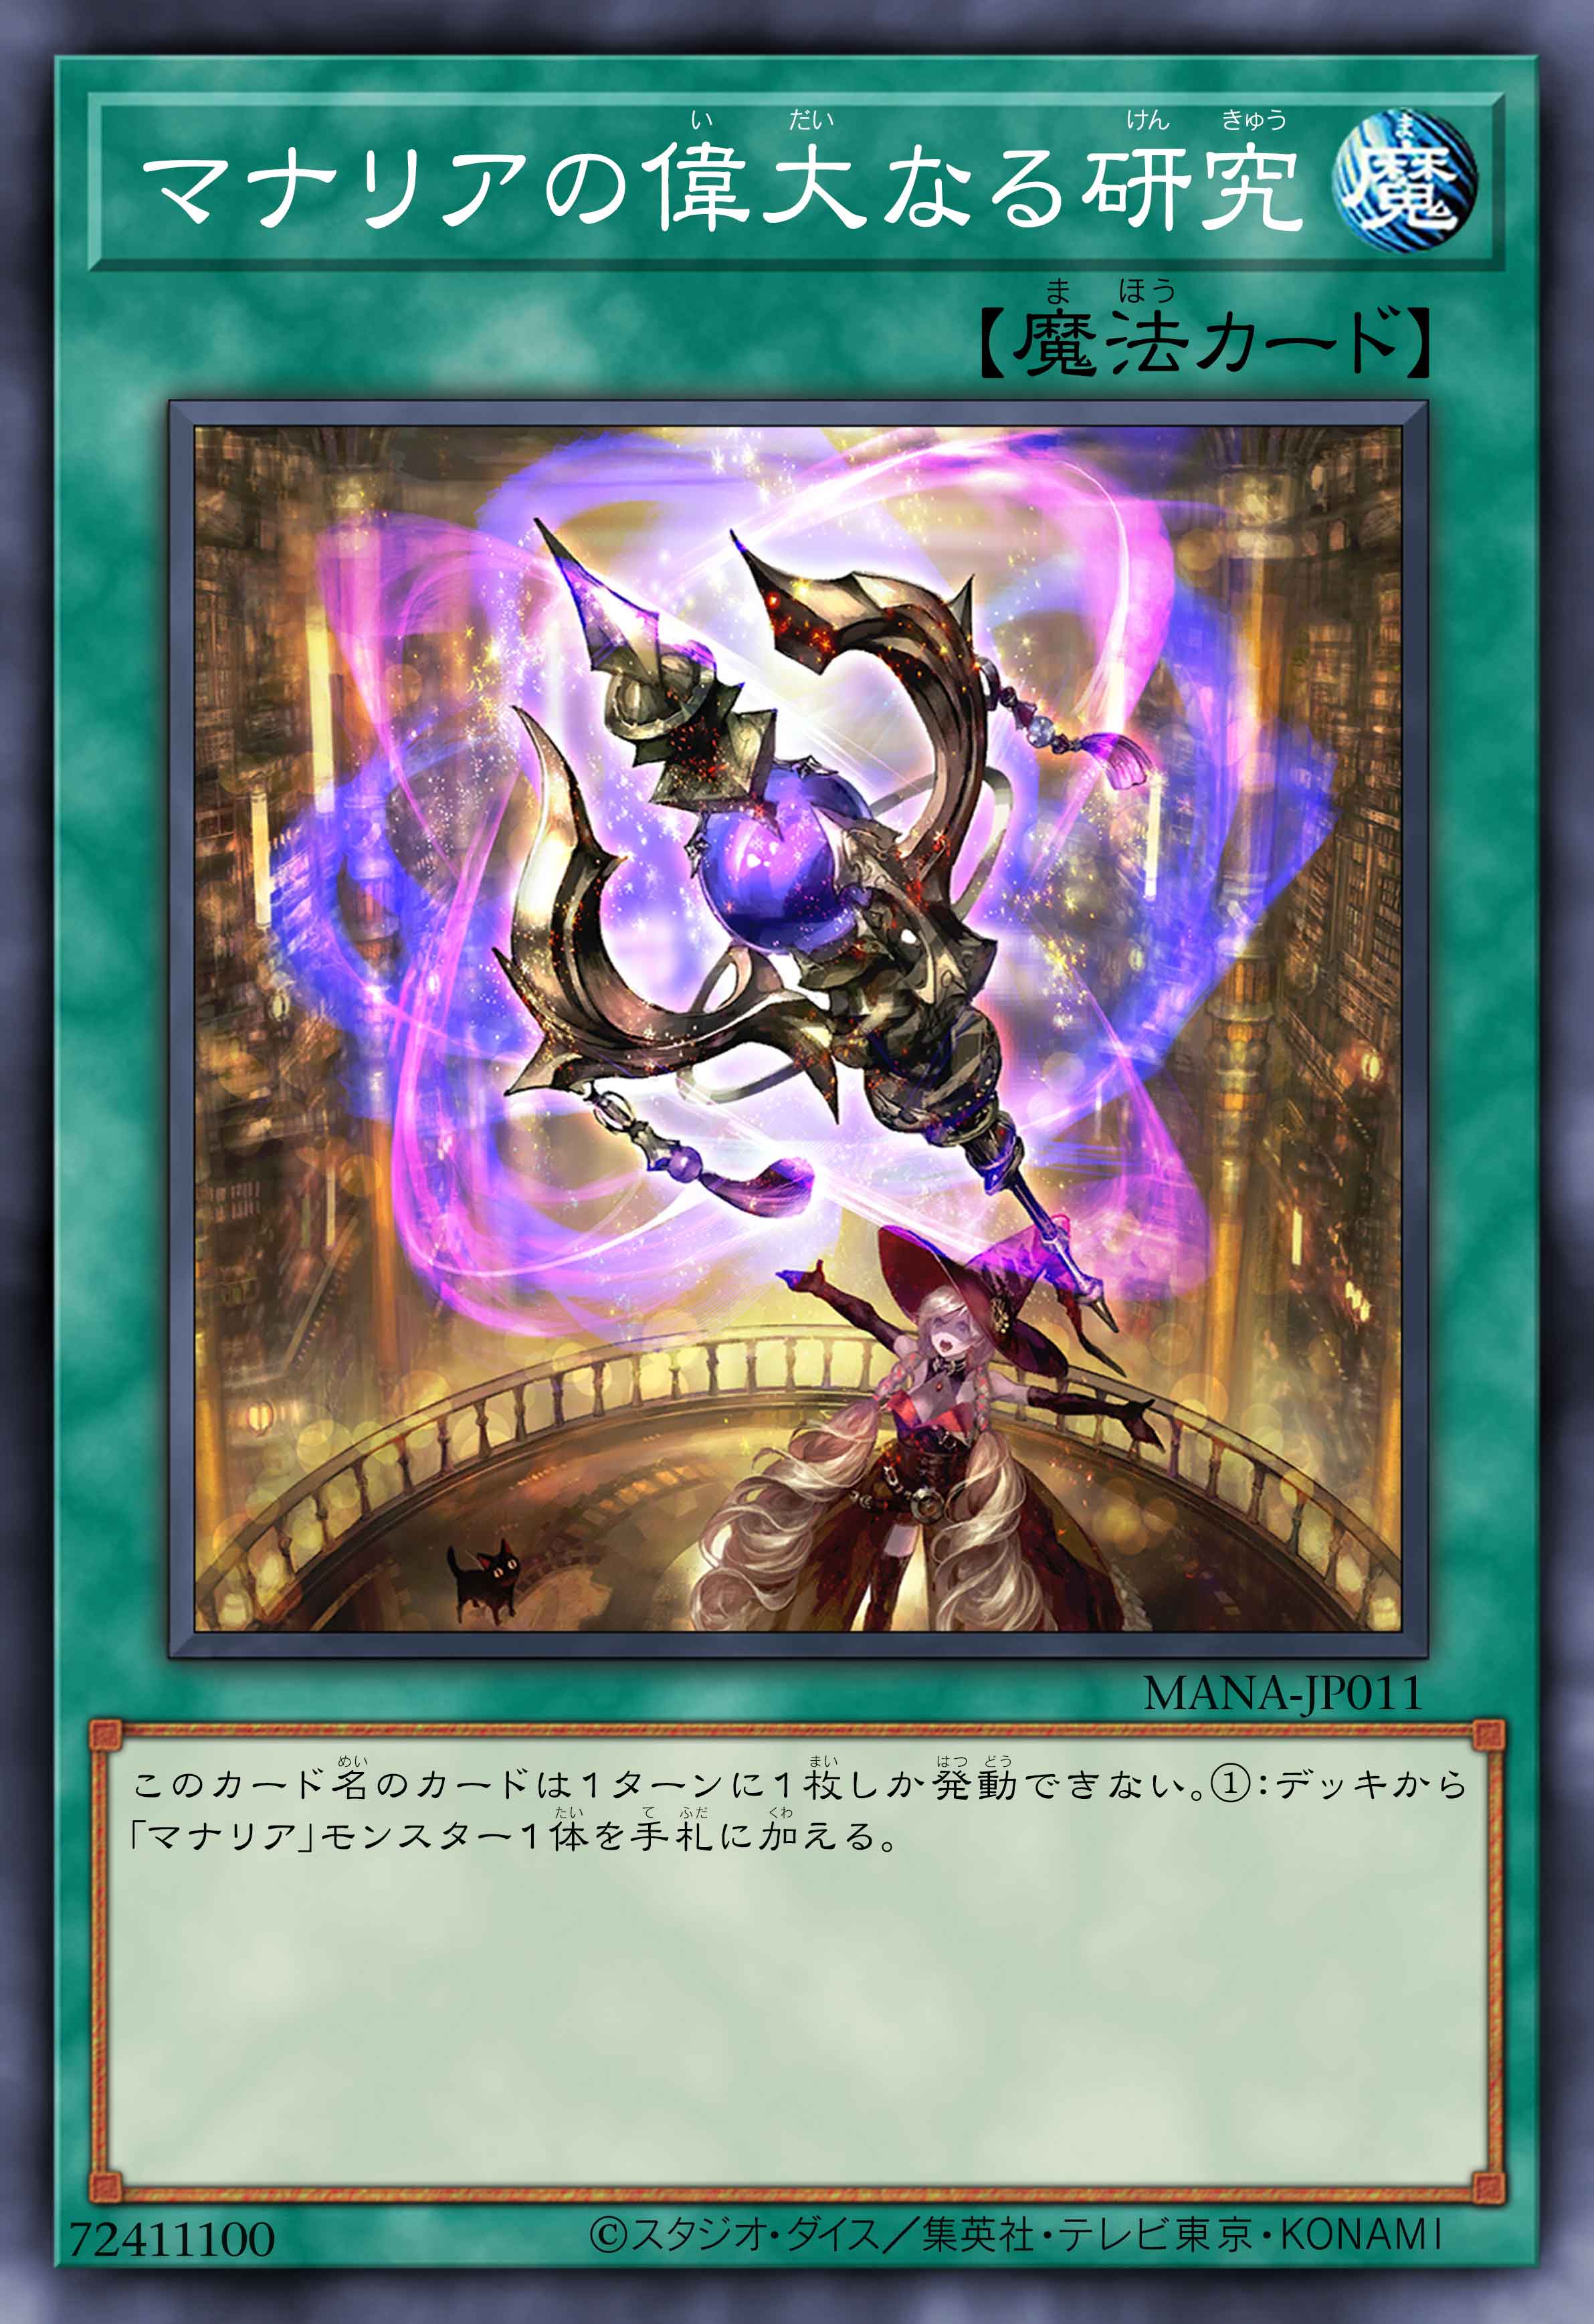 マナリアの偉大なる研究 魔
【魔法カード】
MANA-JP011
このカード名のカードは１ターンに１枚しか発動できない。①:デッキから
「マナリア」モンスター１体を手札に加える。
72411100 ©スタジオ・ダイス／集英社・テレビ東京・KONAMI